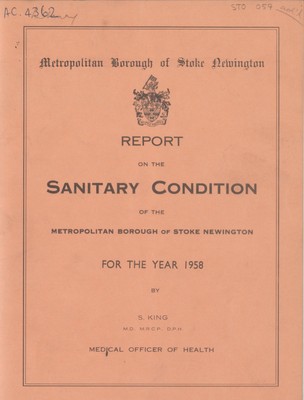 AC. 4362
STO 059
Metropolitan Borough of Stoke Newington
REPORT
ON THE
SANITARY CONDITION
OF THE
METROPOLITAN BOROUGH OF STOKE NEWINGTON
FOR THE YEAR 1958
BY
S. KING
M.D. M.R.C.P. D.P.H.
MEDICAL OFFICER OF HEALTH